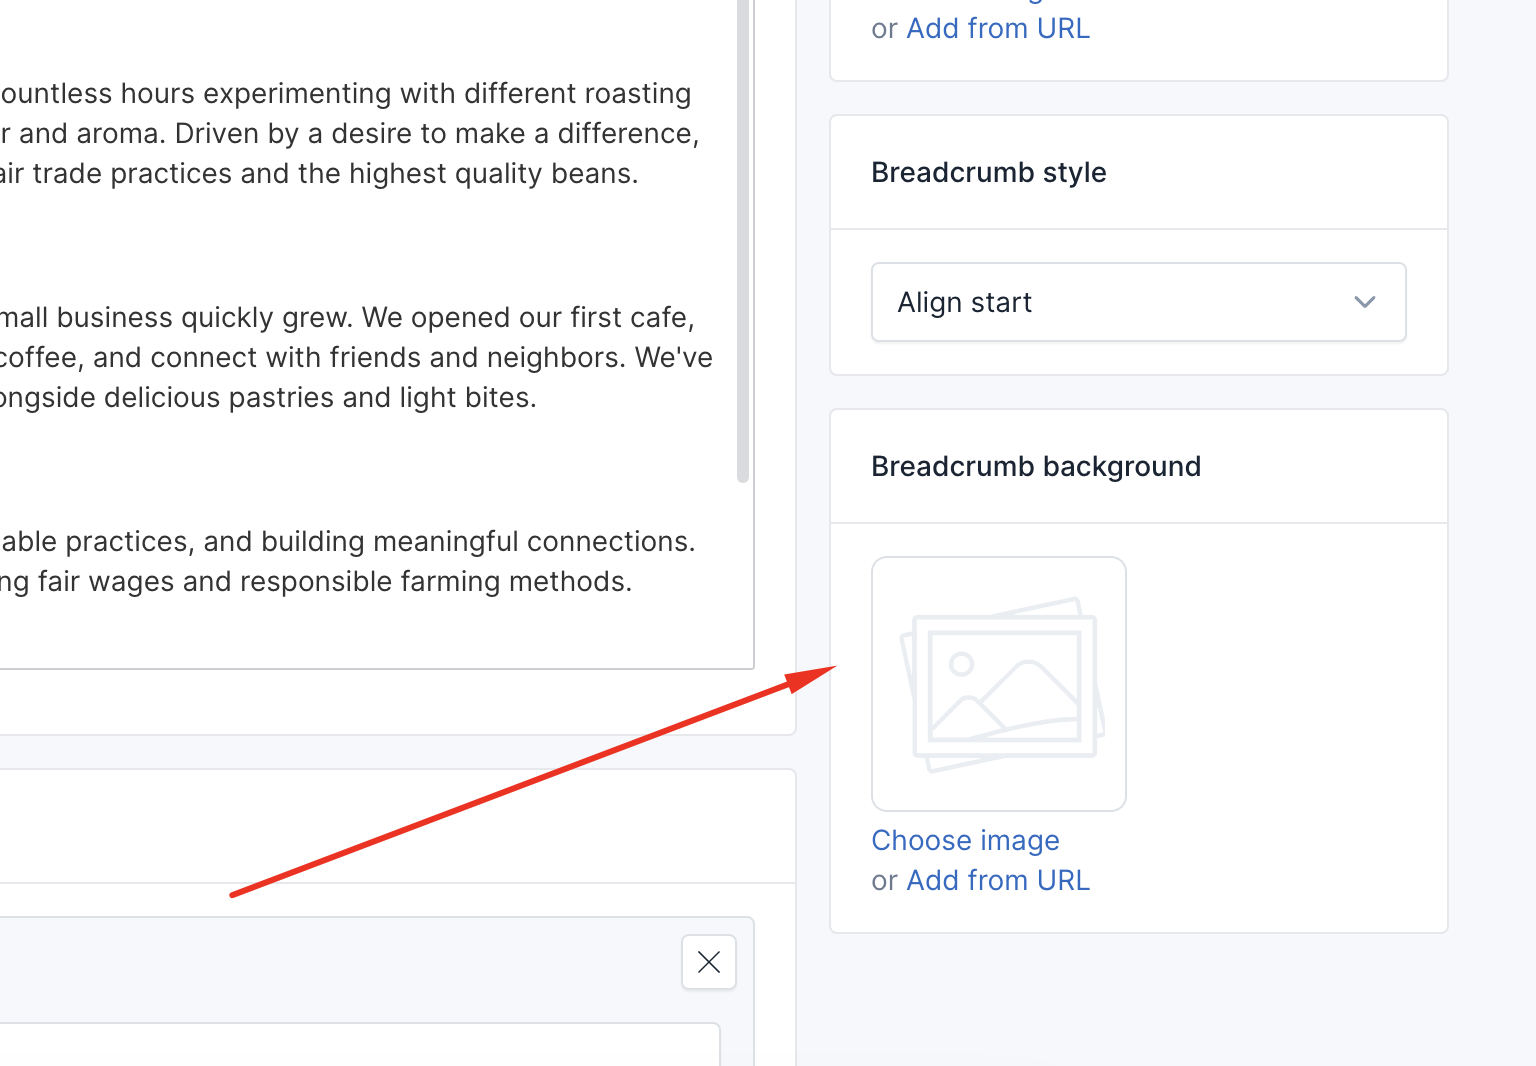 ountless hours experimenting with different roasting
r and aroma. Driven by a desire to make a difference,
air trade practices and the highest quality beans.
mall business quickly grew. We opened our first cafe,
coffee, and connect with friends and neighbors. We've
ongside delicious pastries and light bites.
able practices, and building meaningful connections.
ng fair wages and responsible farming methods.
or Add from URL
Breadcrumb style
Align start
Breadcrumb background
Choose image
or Add from URL